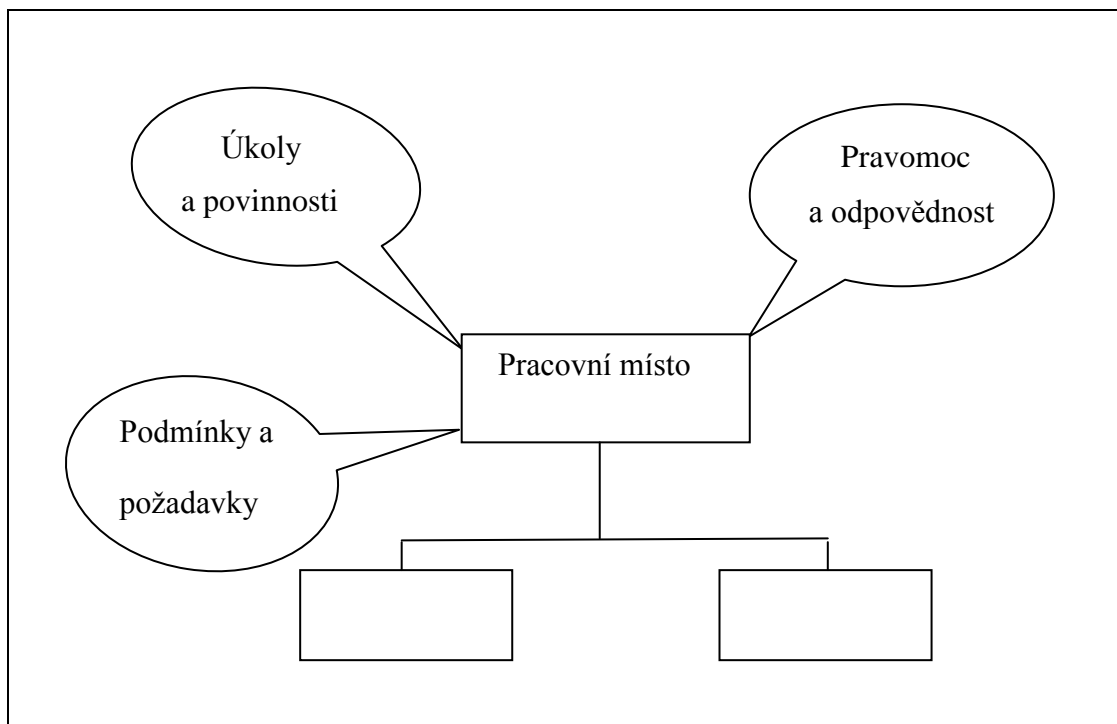 Úkoly
a povinnosti
Pravomoc
a odpovědnost
Pracovní místo
Podmínky a
požadavky